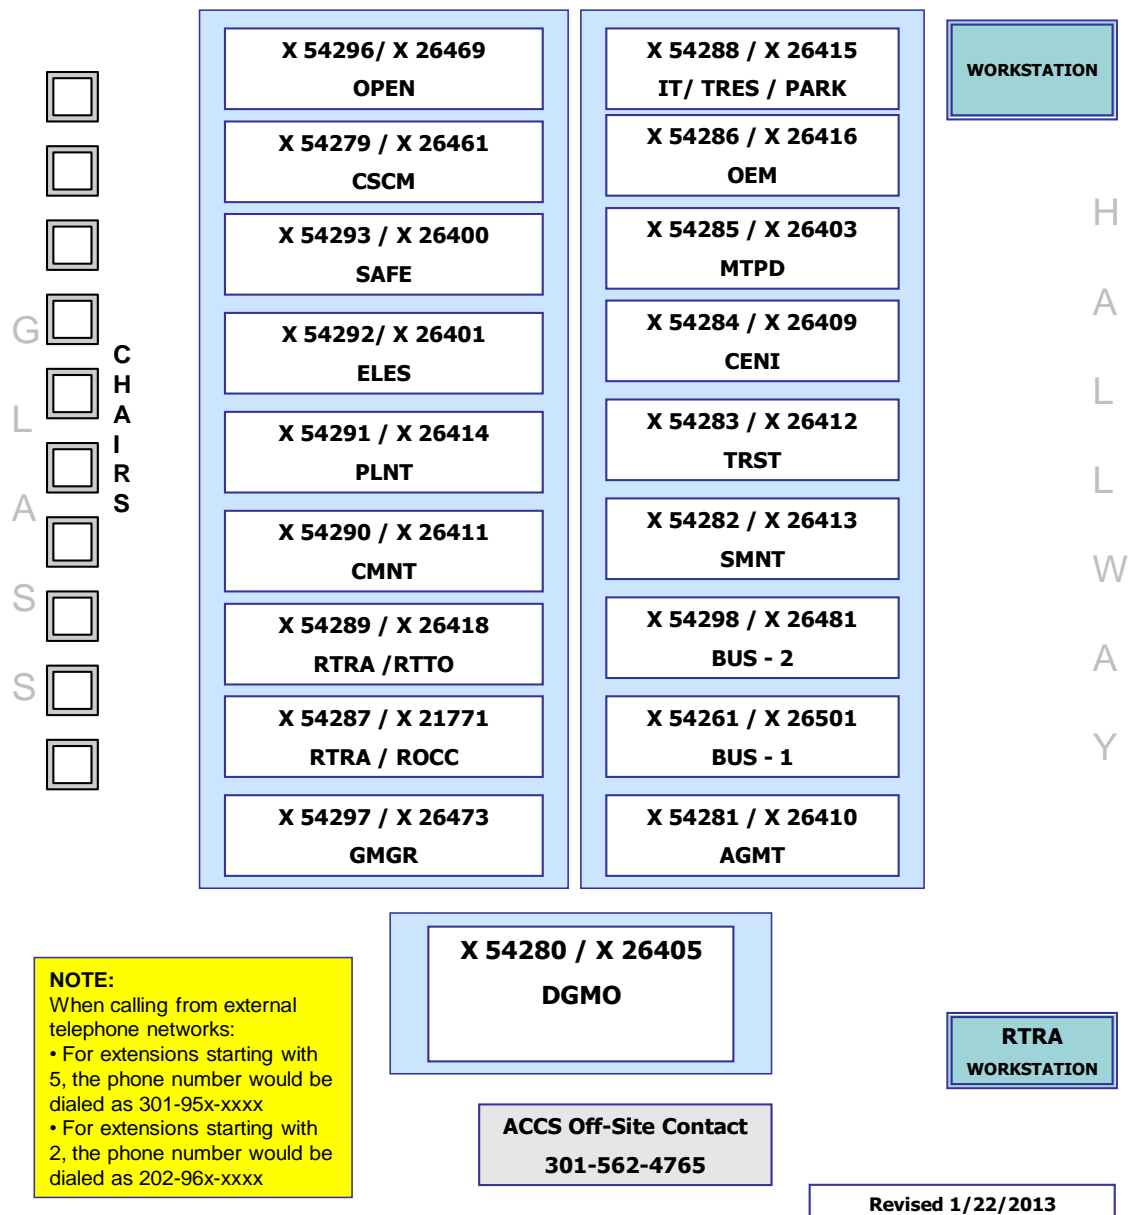 X 54296/ X 26469
OPEN
X 54279 / X 26461
CSCM
X 54293 / X 26400
SAFE
X 54292/ X 26401
ELES
X 54291 / X 26414
PLNT
X 54290 / X 26411
CMNT
X 54289 / X 26418
RTRA /RTTO
X 54287 / X 21771
RTRA / ROCC
X 54297 / X 26473
GMGR
X 54288 / X 26415
IT/ TRES / PARK
X 54286 / X 26416
OEM
X 54285 / X 26403
MTPD
X 54284 / X 26409
CENI
X 54283 / X 26412
TRST
X 54282 / X 26413
SMNT
X 54298 / X 26481
BUS - 2
X 54261 / X 26501
BUS - 1
X 54281 / X 26410
AGMT
WORKSTATION
GLASS
CHAIRS
HALLWAY
X 54280 / X 26405
DGMO
NOTE:
When calling from external
telephone networks:
• For extensions starting with
5, the phone number would be
dialed as 301-95x-xxxx
• For extensions starting with
2, the phone number would be
dialed as 202-96x-xxxx
RTRA
WORKSTATION
ACCS Off-Site Contact
301-562-4765
Revised 1/22/2013